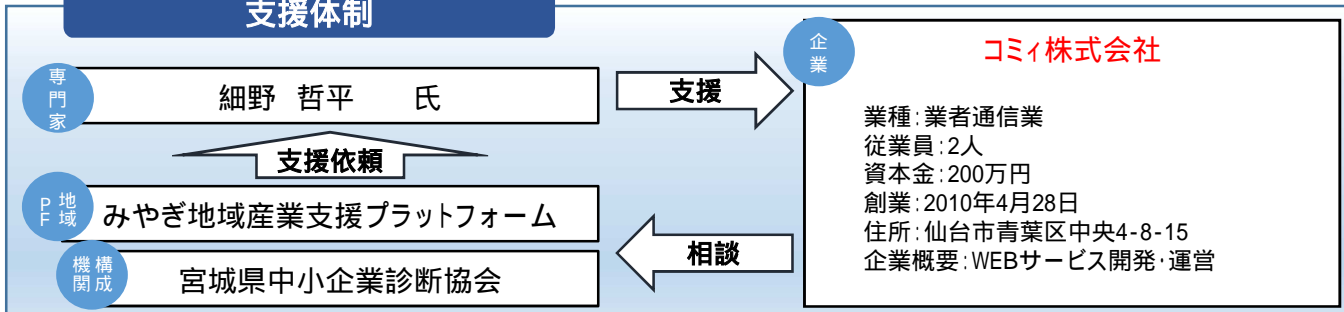 支援体制
専門家
細野 哲平 氏
支援
支援依頼
地域PF
みやぎ地域産業支援プラットフォーム
構成機関
宮城県中小企業診断協会
相談
企業
コミィ株式会社
業種:業者通信業
従業員:2人
資本金:200万円
創業:2010年4月28日
住所:仙台市青葉区中央4-8-15
企業概要:WEBサービス開発・運営